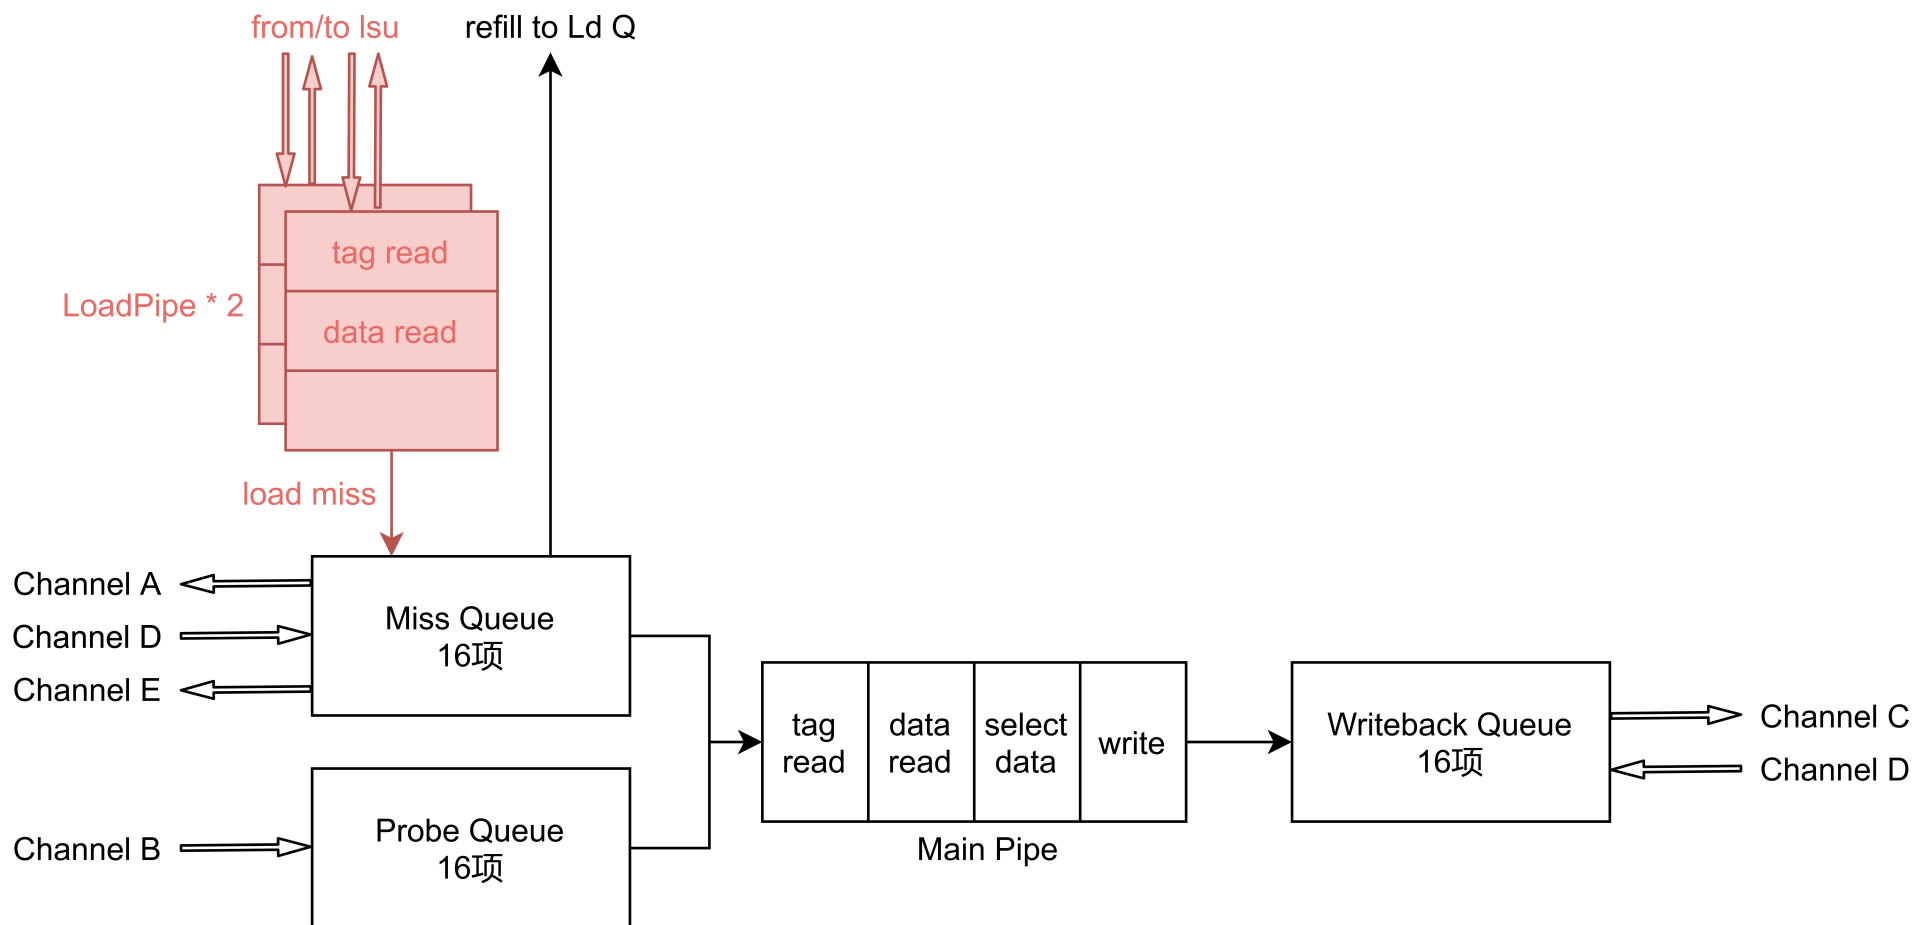 from/to lsu
refill to Ld Q
tag read
data read
LoadPipe * 2
load miss
Channel A
Channel D
Channel E
Miss Queue
16项
Channel B
Probe Queue
16项
tag
read
data
read
select
data
write
Main Pipe
Writeback Queue
16项
Channel C
Channel D